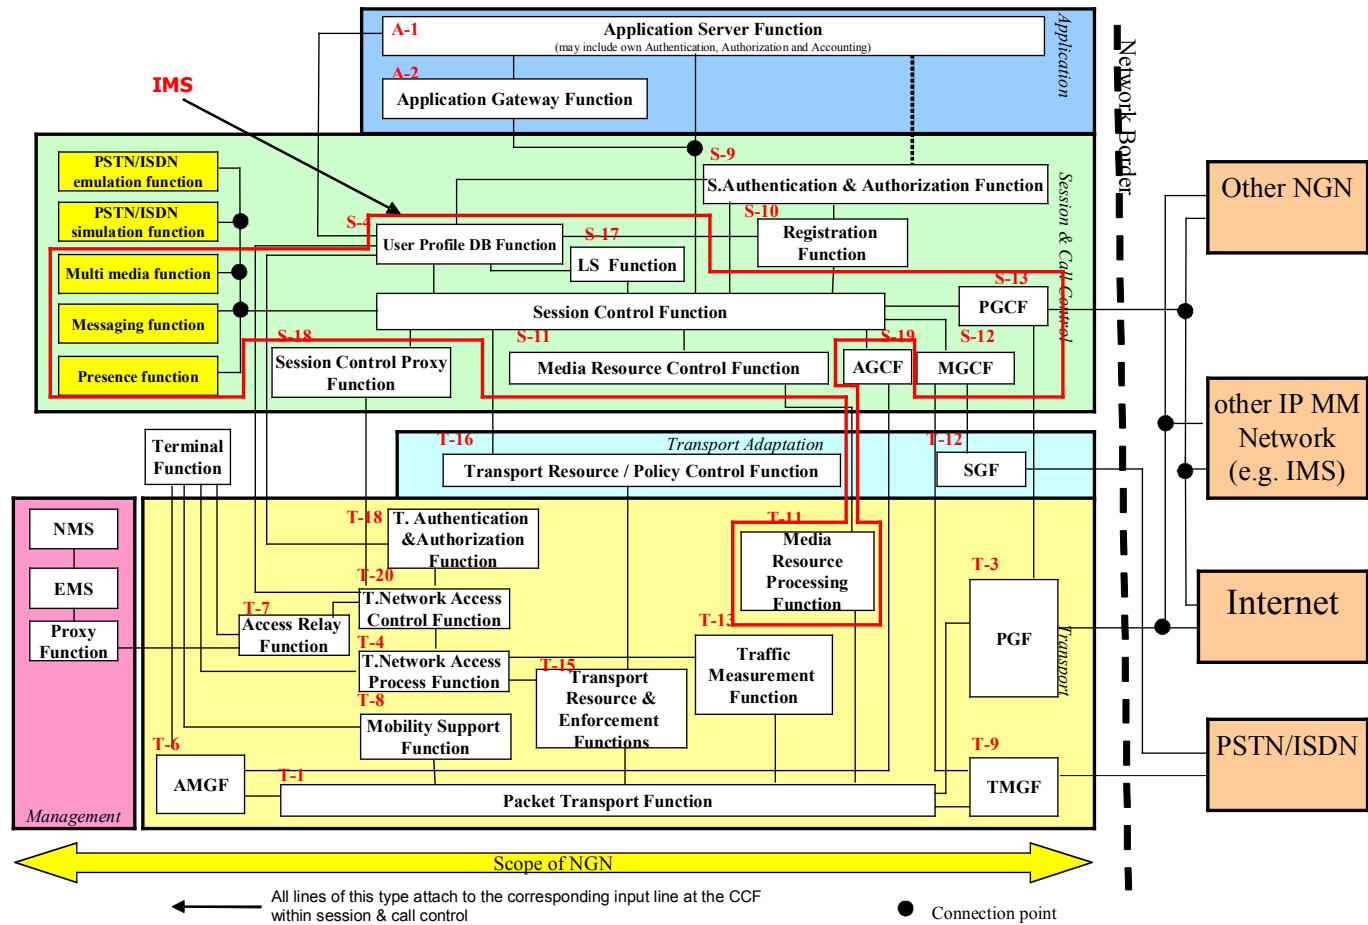 A-1
Application Server Function
(may include own Authentication, Authorization and Accounting)
Application
A-2
Application Gateway Function
IMS
Network Border
PSTN/ISDN
emulation function
PSTN/ISDN
simulation function
Multi media function
Messaging function
Presence function
S-9
S.Authentication & Authorization Function
Session & Call Control
S-4
User Profile DB Function
S-17
LS Function
S-10
Registration
Function
Session Control Function
S-13
PGCF
S-18
Session Control Proxy
Function
S-11
Media Resource Control Function
S-19
AGCF
S-12
MGCF
Other NGN
other IP MM
Network
(e.g. IMS)
Internet
PSTN/ISDN
Terminal
Function
T-16
Transport Adaptation
Transport Resource / Policy Control Function
T-12
SGF
NMS
EMS
Proxy
Function
Management
T-18
T. Authentication
&Authorization
Function
T-20
T.Network Access
Control Function
T-7
Access Relay
Function
T-4
T.Network Access
Process Function
T-8
Mobility Support
Function
T-15
Transport
Resource &
Enforcement
Functions
T-11
Media
Resource
Processing
Function
T-13
Traffic
Measurement
Function
T-3
PGF
Transport
T-6
AMGF
T-1
Packet Transport Function
T-9
TMGF
Scope of NGN
All lines of this type attach to the corresponding input line at the CCF
within session & call control
Connection point